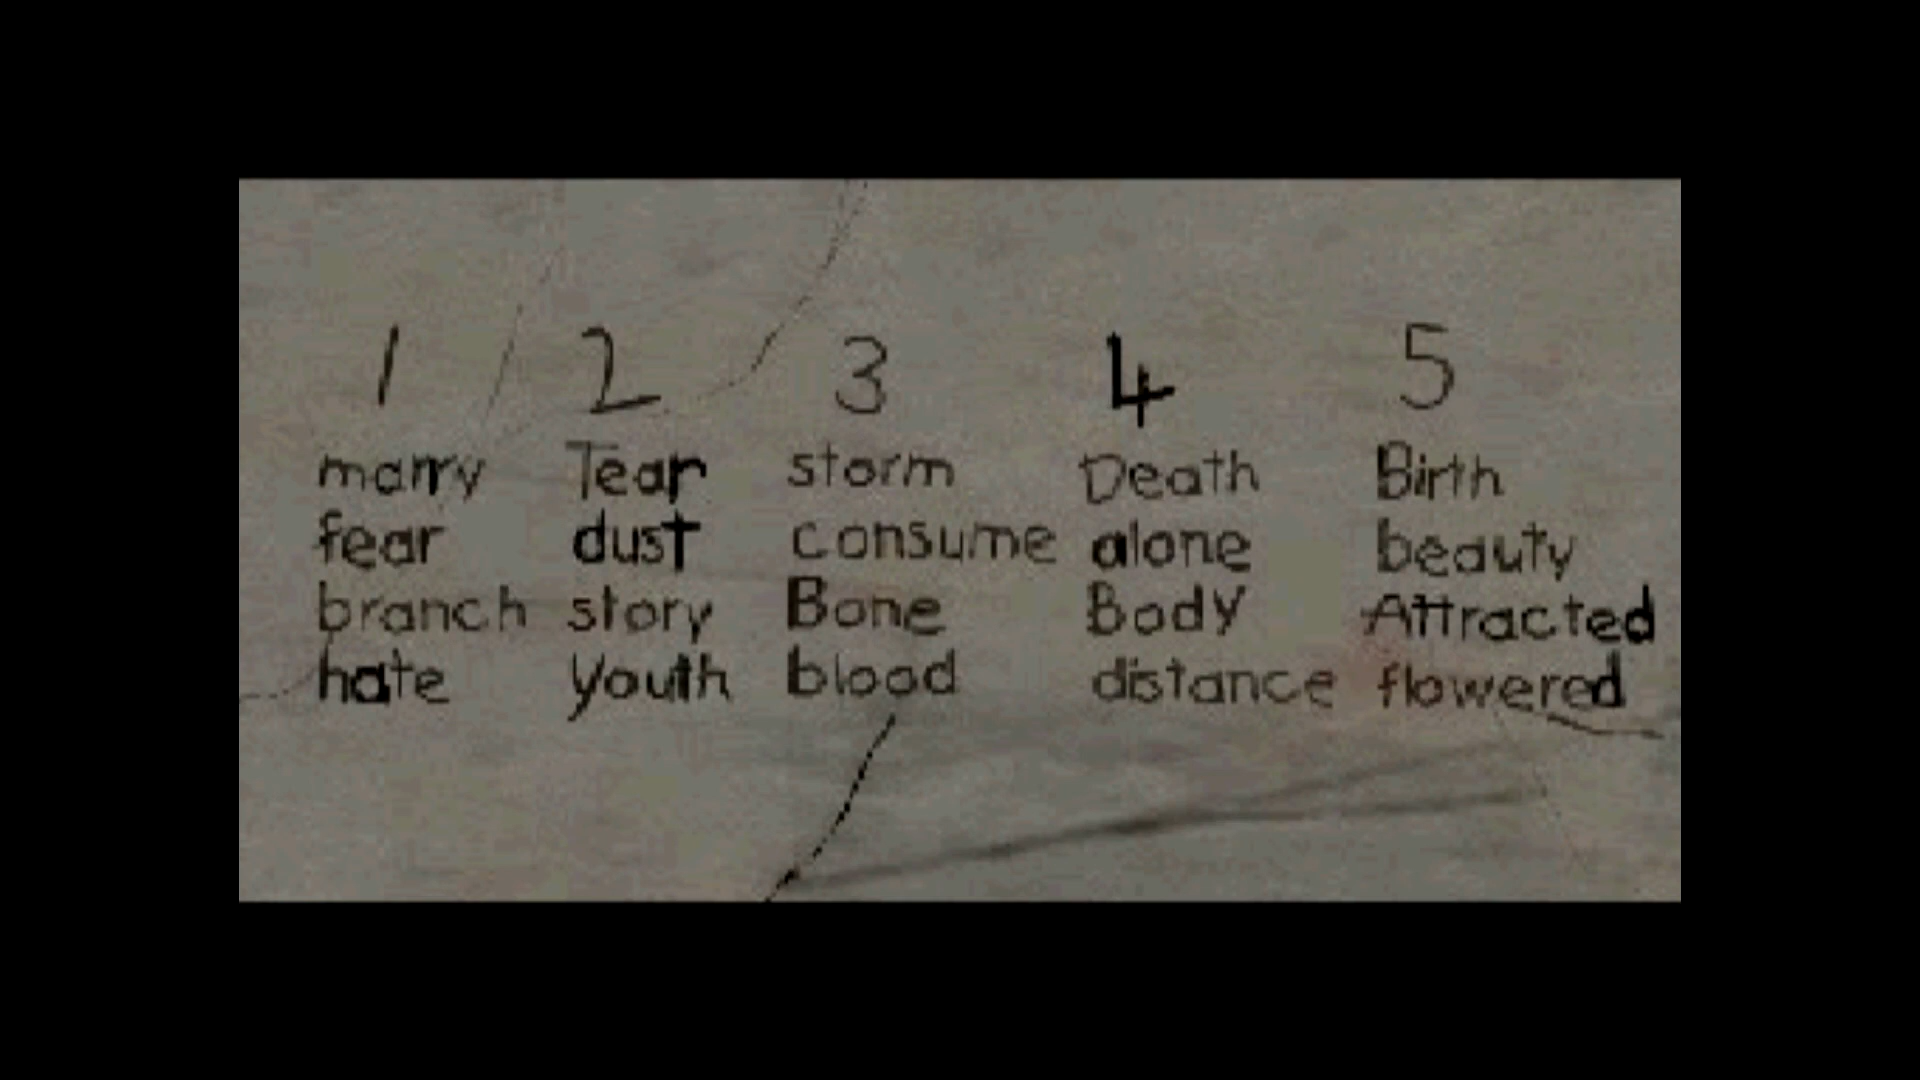 1 2 3 4 5
marry Tear storm Death Birth
fear dust consume alone beauty
branch story Bone Body Attracted
hate youth blood distance flowered